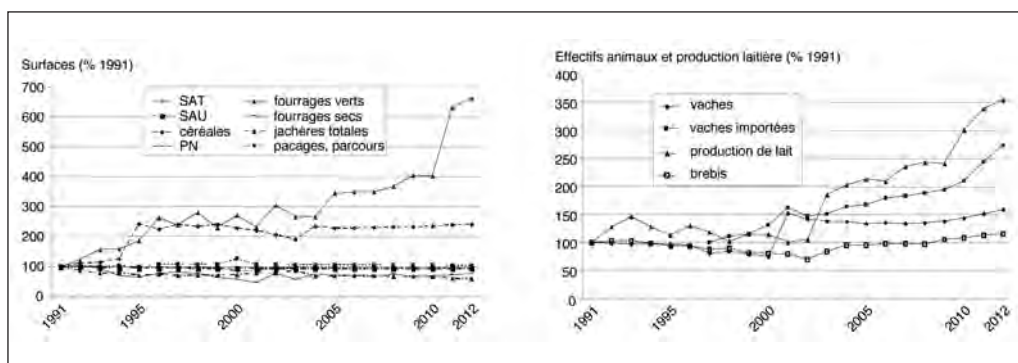 Surfaces (% 1991)
700
600
500
400
300
200
100
0
SAT
SAU
céréales
PN
fourrages verts
fourrages secs
jachères totales
pacages, parcours
1991
1995
2000
2005
2010
2012
Effectifs animaux et production laitière (% 1991)
400
350
300
250
200
150
100
50
0
vaches
vaches importées
production de lait
brebis
1991
1995
2000
2005
2010
2012